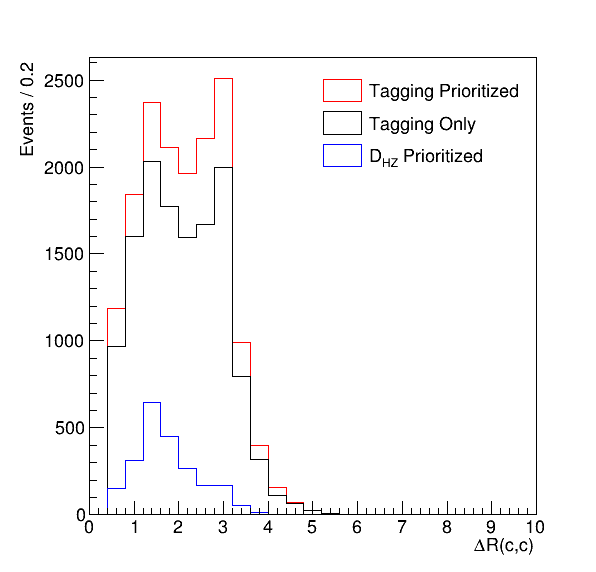 Events / 0.2
2500
2000
1500
1000
500
0
Tagging Prioritized
Tagging Only
D_HZ Prioritized
0 1 2 3 4 5 6 7 8 9 10
ΔR(c,c)